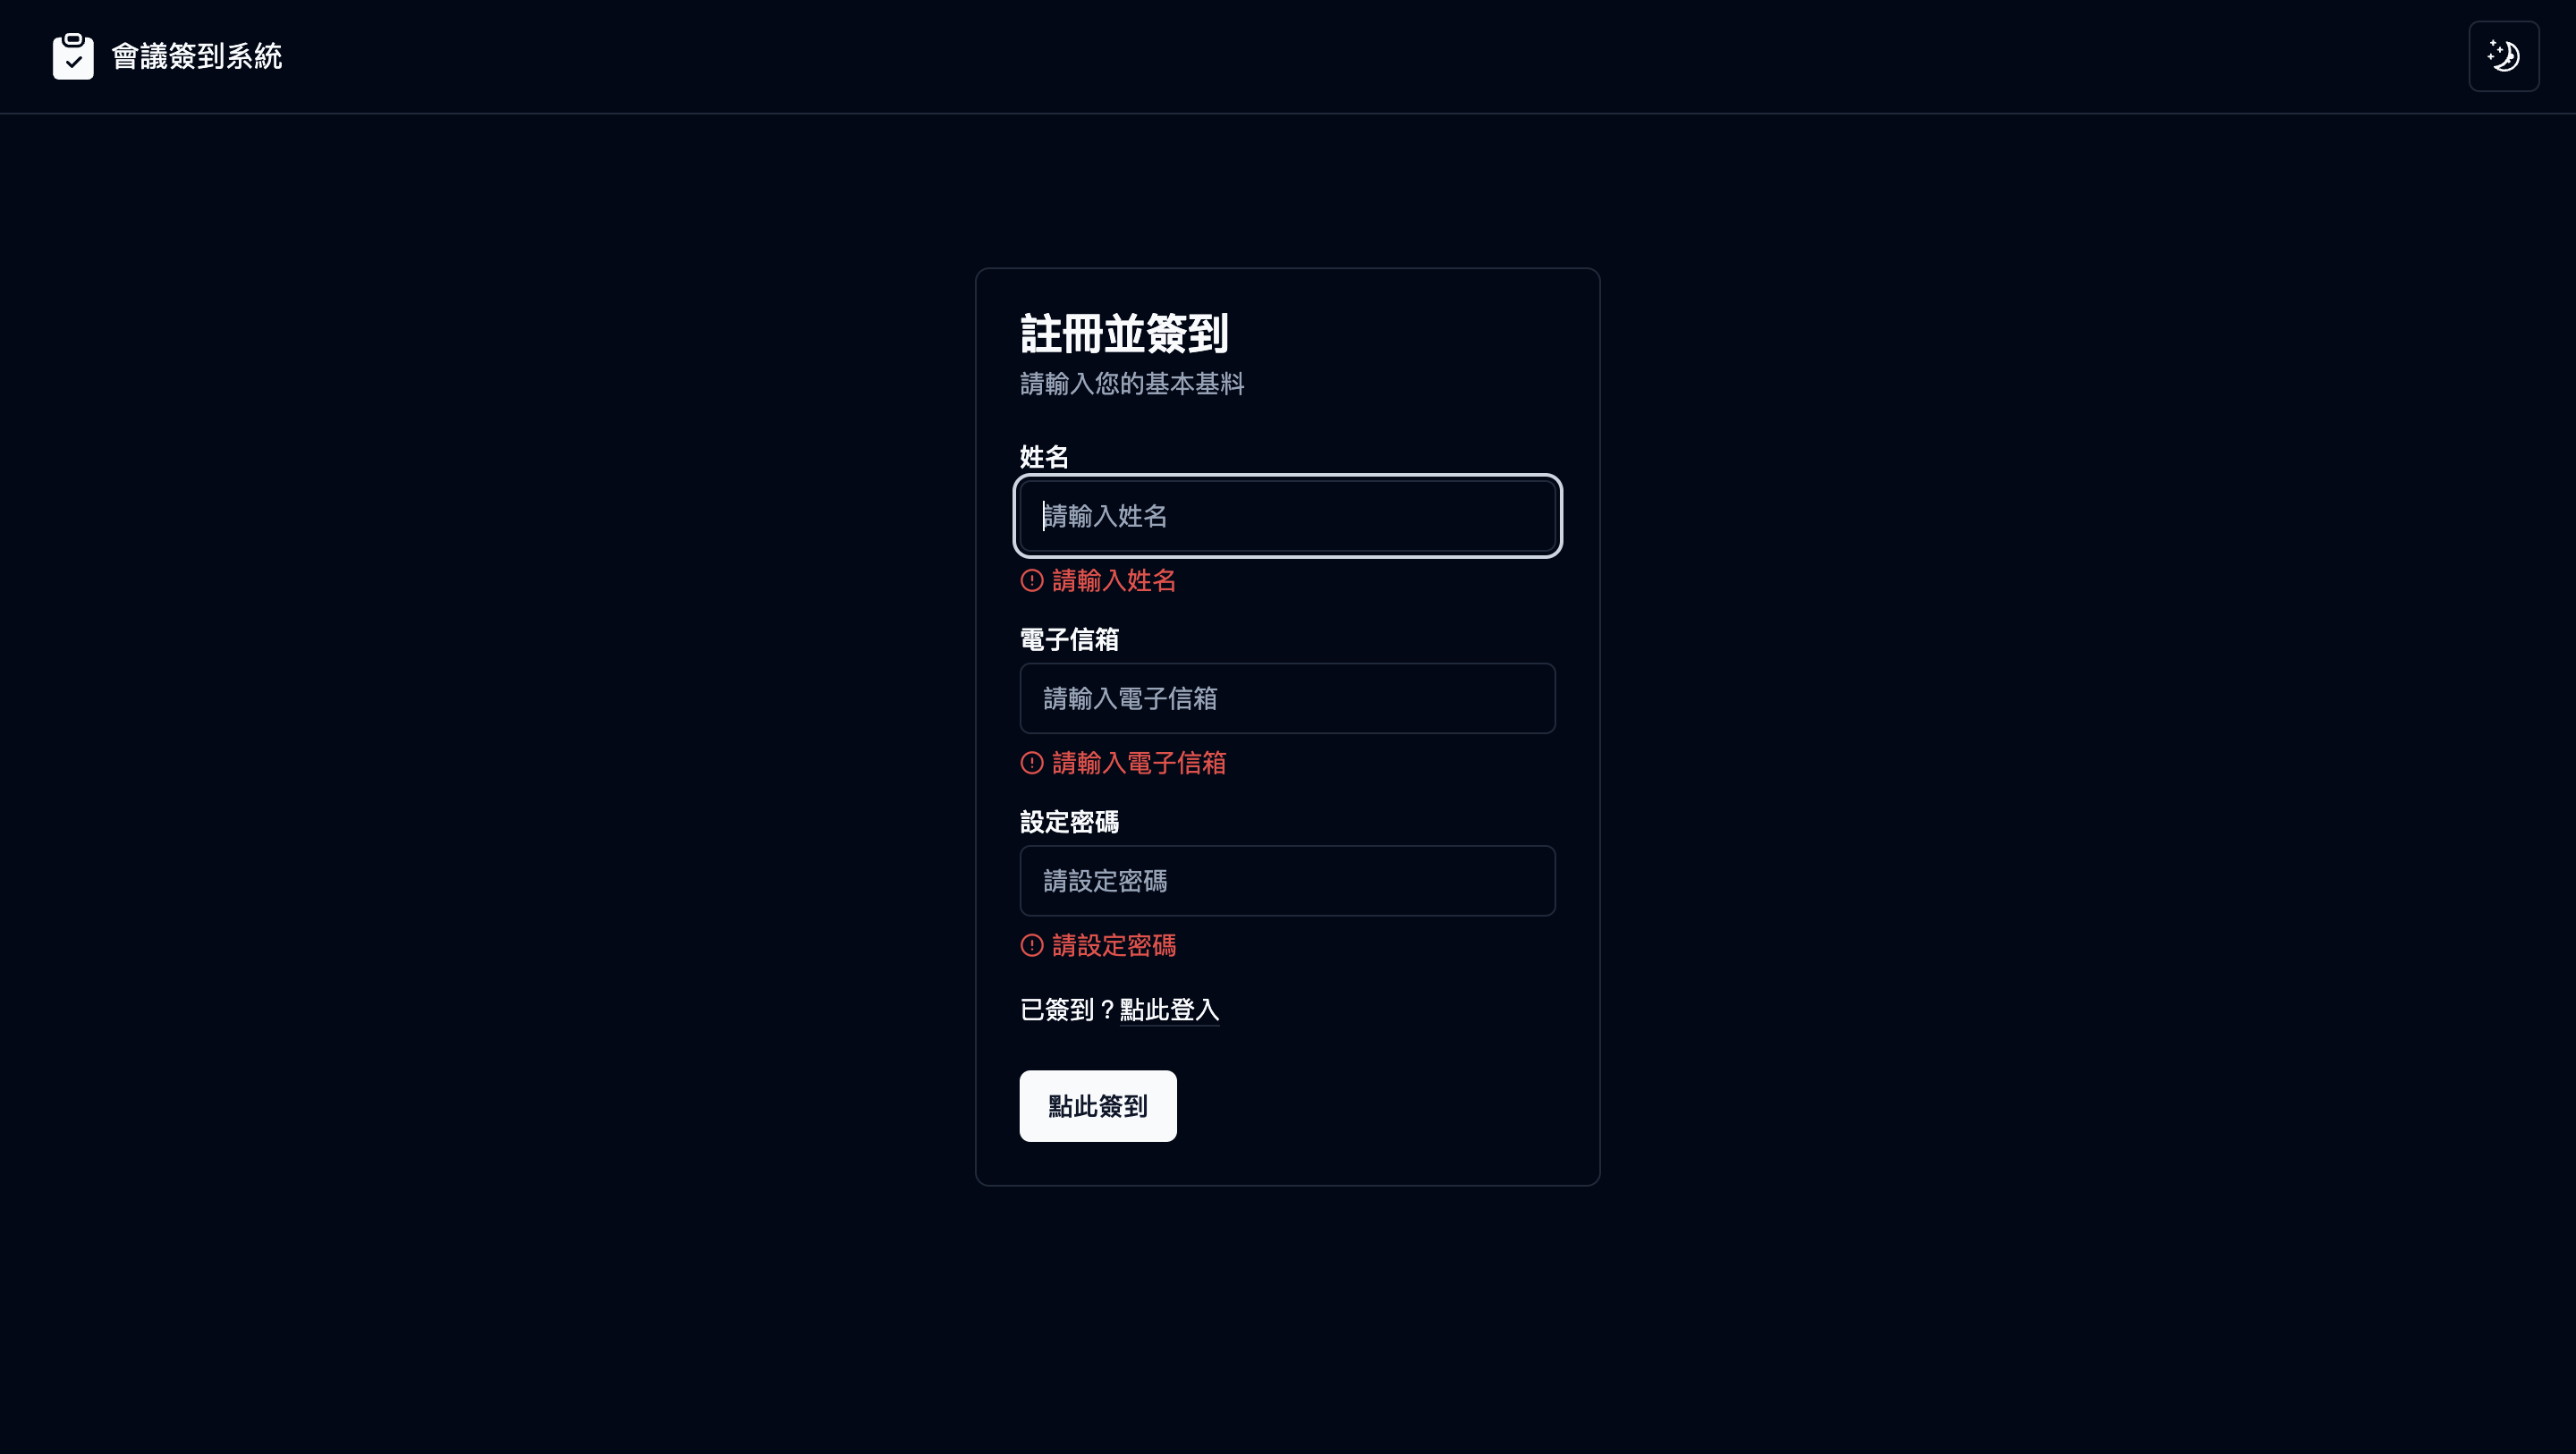 會議簽到系統
註冊並簽到
請輸入您的基本基料
姓名
請輸入姓名
請輸入姓名
電子信箱
請輸入電子信箱
請輸入電子信箱
設定密碼
請設定密碼
請設定密碼
已簽到？點此登入
點此簽到